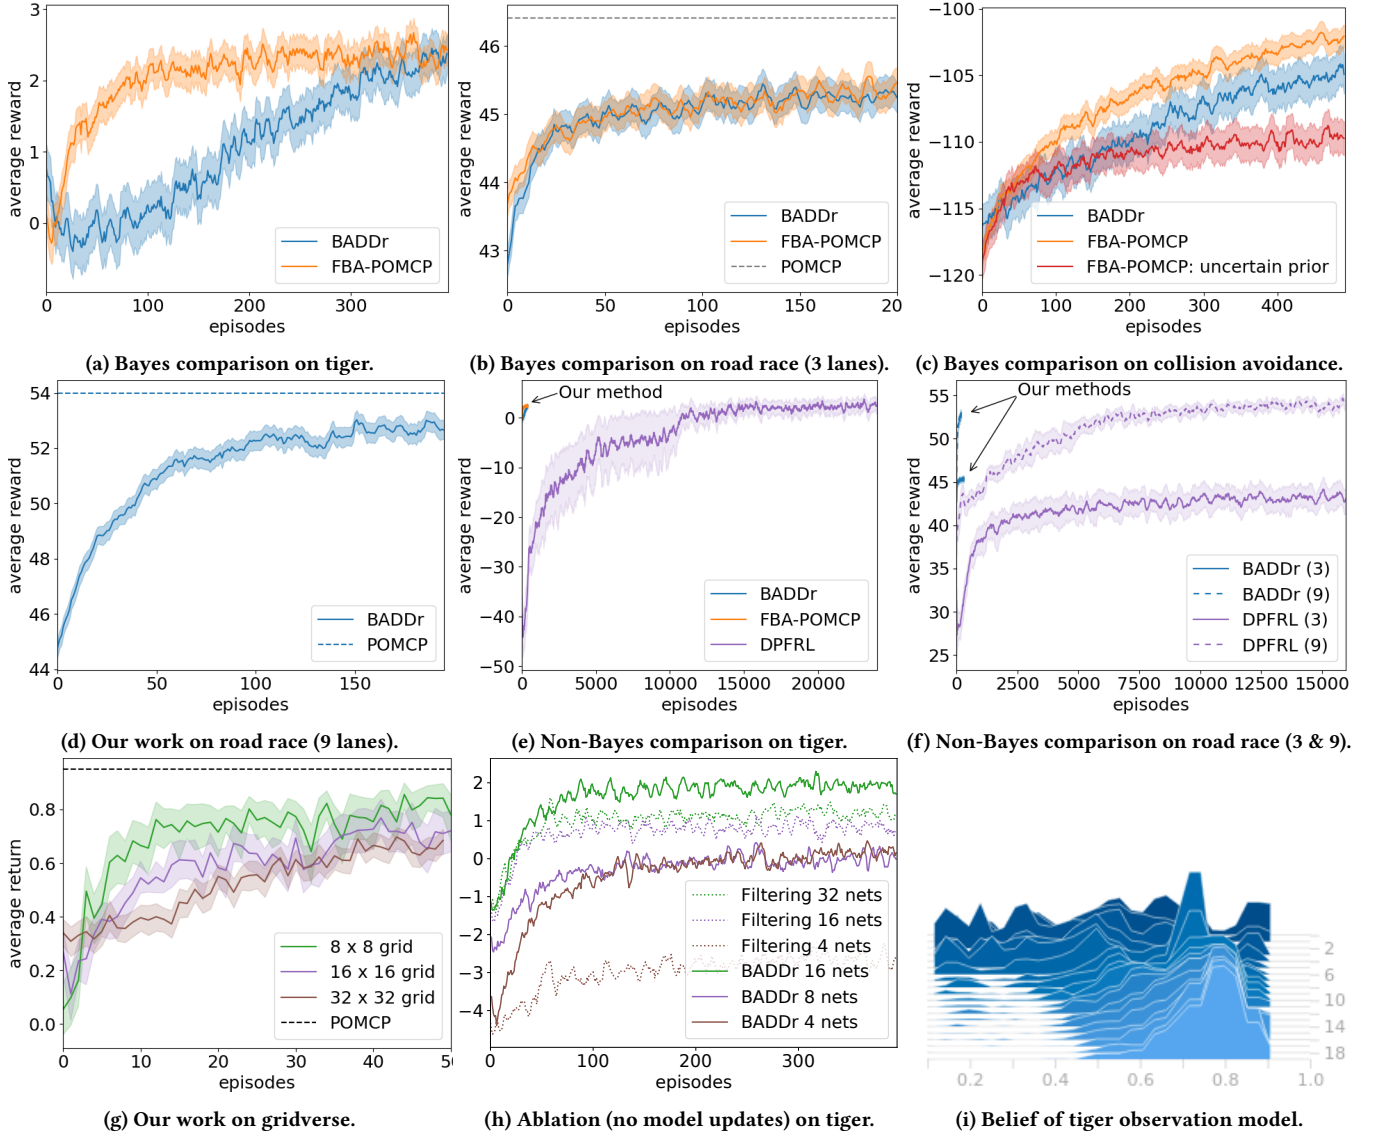 3
2
1
0
average reward
BADDr
FBA-POMCP
0 100 200 300
episodes
(a) Bayes comparison on tiger.
46
45
44
43
average reward
BADDr
FBA-POMCP
POMCP
0 50 100 150 20
episodes
(b) Bayes comparison on road race (3 lanes).
−100
−105
−110
−115
−120
average reward
BADDr
FBA-POMCP
FBA-POMCP: uncertain prior
0 100 200 300 400
episodes
(c) Bayes comparison on collision avoidance.
54
52
50
48
46
44
average reward
BADDr
POMCP
0 50 100 150
episodes
(d) Our work on road race (9 lanes).
0
−10
−20
−30
−40
−50
average reward
Our method
BADDr
FBA-POMCP
DPFRL
0 5000 10000 15000 20000
episodes
(e) Non-Bayes comparison on tiger.
55
50
45
40
35
30
25
average reward
Our methods
BADDr (3)
BADDr (9)
DPFRL (3)
DPFRL (9)
0 2500 5000 7500 10000 12500 15000
episodes
(f) Non-Bayes comparison on road race (3 & 9).
0.8
0.6
0.4
0.2
0.0
average return
8 x 8 grid
16 x 16 grid
32 x 32 grid
POMCP
0 10 20 30 40 50
episodes
(g) Our work on gridverse.
2
1
0
−1
−2
−3
−4
Filtering 32 nets
Filtering 16 nets
Filtering 4 nets
BADDr 16 nets
BADDr 8 nets
BADDr 4 nets
0 100 200 300
episodes
(h) Ablation (no model updates) on tiger.
2
6
10
14
18
0.2 0.4 0.6 0.8 1.0
(i) Belief of tiger observation model.